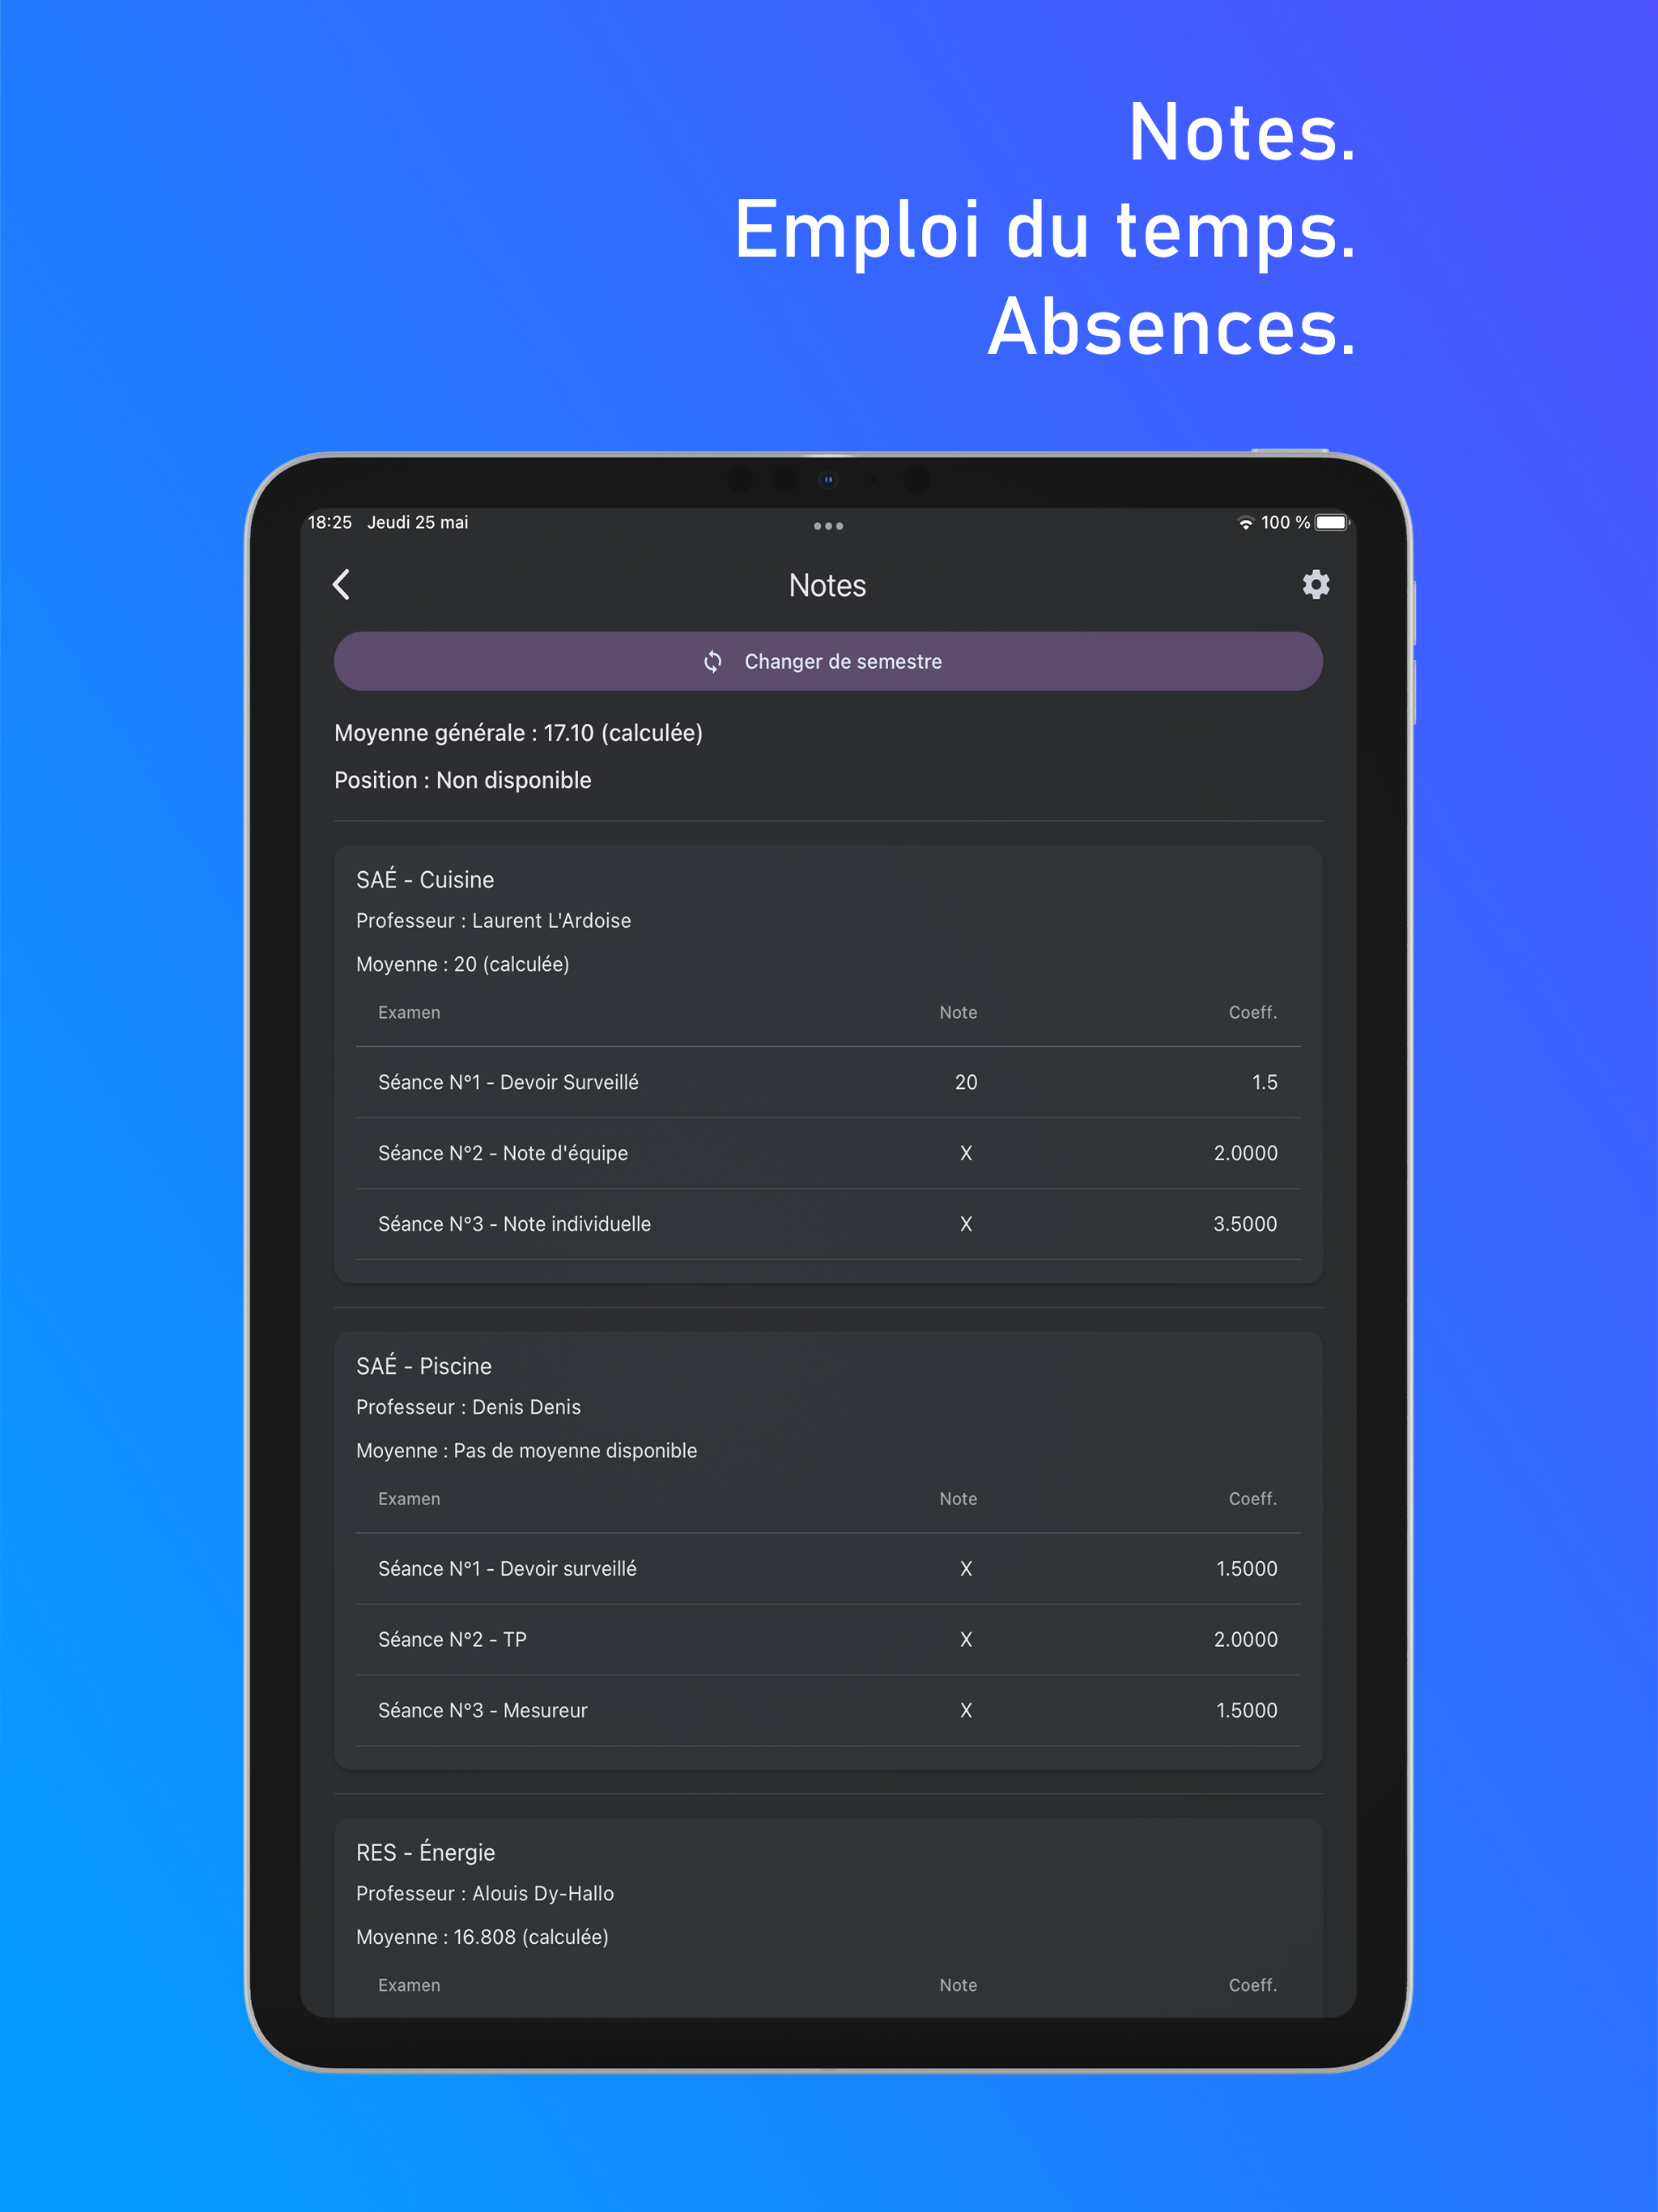 Notes.
Emploi du temps.
Absences.
18:25 Jeudi 25 mai 100 %
Notes
Changer de semestre
Moyenne générale : 17.10 (calculée)
Position : Non disponible
SAÉ - Cuisine
Professeur : Laurent L'Ardoise
Moyenne : 20 (calculée)
Examen Note Coeff.
Séance N°1 - Devoir Surveillé 20 1.5
Séance N°2 - Note d'équipe X 2.0000
Séance N°3 - Note individuelle X 3.5000
SAÉ - Piscine
Professeur : Denis Denis
Moyenne : Pas de moyenne disponible
Examen Note Coeff.
Séance N°1 - Devoir surveillé X 1.5000
Séance N°2 - TP X 2.0000
Séance N°3 - Mesureur X 1.5000
RES - Énergie
Professeur : Alouis Dy-Hallo
Moyenne : 16.808 (calculée)
Examen Note Coeff.